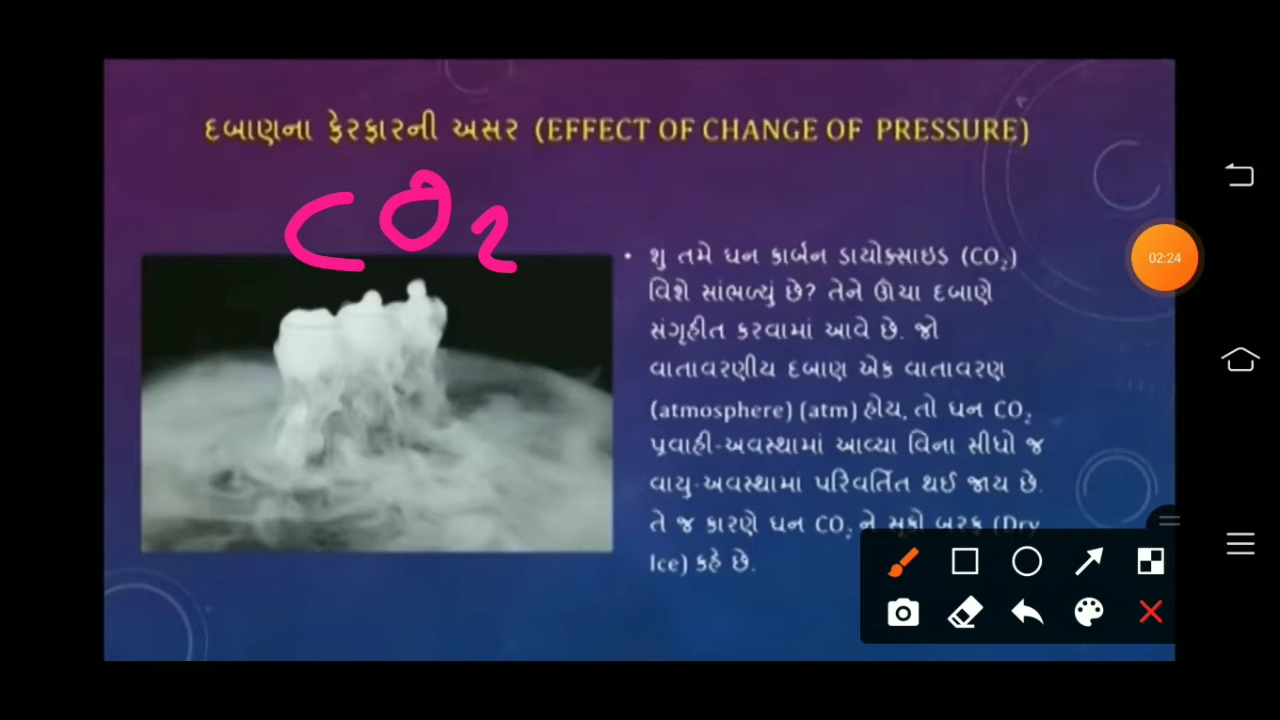 દબાણના ફેરફારની અસર (EFFECT OF CHANGE OF PRESSURE)
CO2
• શુ તમે ઘન કાર્બન ડાયોક્સાઇડ (CO₂)
વિશે સાંભળ્યું છે? તેને ઊંચા દબાણે
સંગૃહીત કરવામાં આવે છે. જો
વાતાવરણીય દબાણ એક વાતાવરણ
(atmosphere) (atm) હોય, તો ઘન CO₂
પ્રવાહી-અવસ્થામાં આવ્યા વિના સીધો જ
વાયુ-અવસ્થામા પરિવર્તિત થઈ જાય છે.
તે જ કારણે ઘન CO₂ ને સૂકો બરફ (Dry
Ice) કહે છે.
02:24